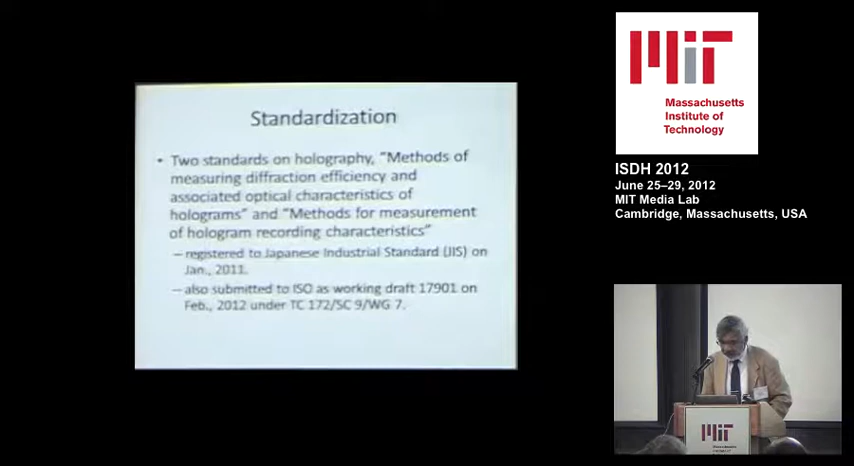 Standardization
• Two standards on holography, "Methods of
measuring diffraction efficiency and
associated optical characteristics of
holograms" and "Methods for measurement
of hologram recording characteristics"
– registered to Japanese Industrial Standard (JIS) on
Jan., 2011.
– also submitted to ISO as working draft 17901 on
Feb., 2012 under TC 172/SC 9/WG 7.
MIT
Massachusetts
Institute of
Technology
ISDH 2012
June 25–29, 2012
MIT Media Lab
Cambridge, Massachusetts, USA
MIT